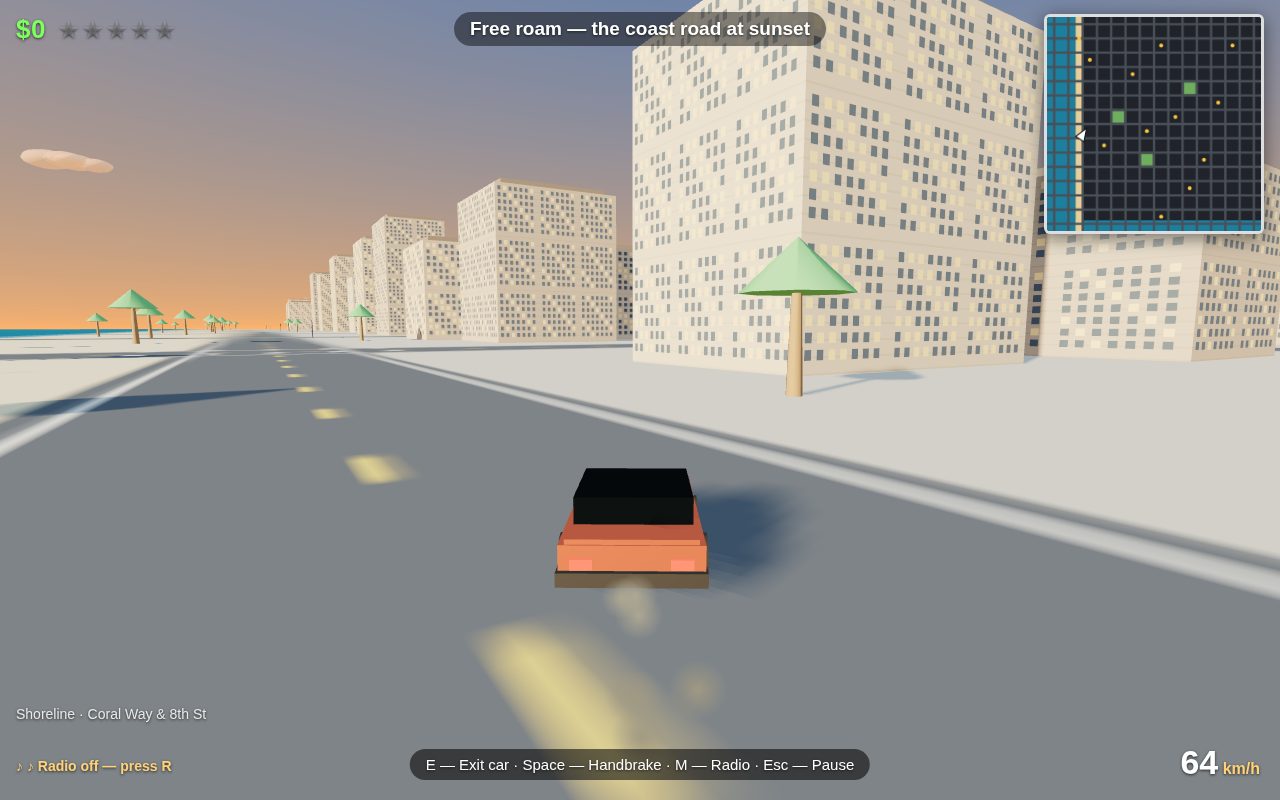 $0 ★★★★★
Free roam — the coast road at sunset
Shoreline · Coral Way & 8th St
♪ ♪ Radio off — press R
E — Exit car · Space — Handbrake · M — Radio · Esc — Pause
64 km/h